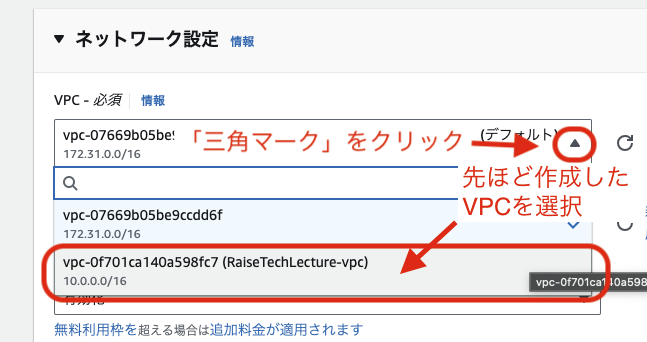 ▼ ネットワーク設定 情報
VPC - 必須 情報
vpc-07669b05be9 (デフォルト)
172.31.0.0/16
「三角マーク」をクリック
先ほど作成した
VPCを選択
vpc-07669b05be9ccdd6f
172.31.0.0/16
vpc-0f701ca140a598fc7 (RaiseTechLecture-vpc)
10.0.0.0/16
vpc-0f701ca140a598
有効化
無料利用枠を超える場合は追加料金が適用されます